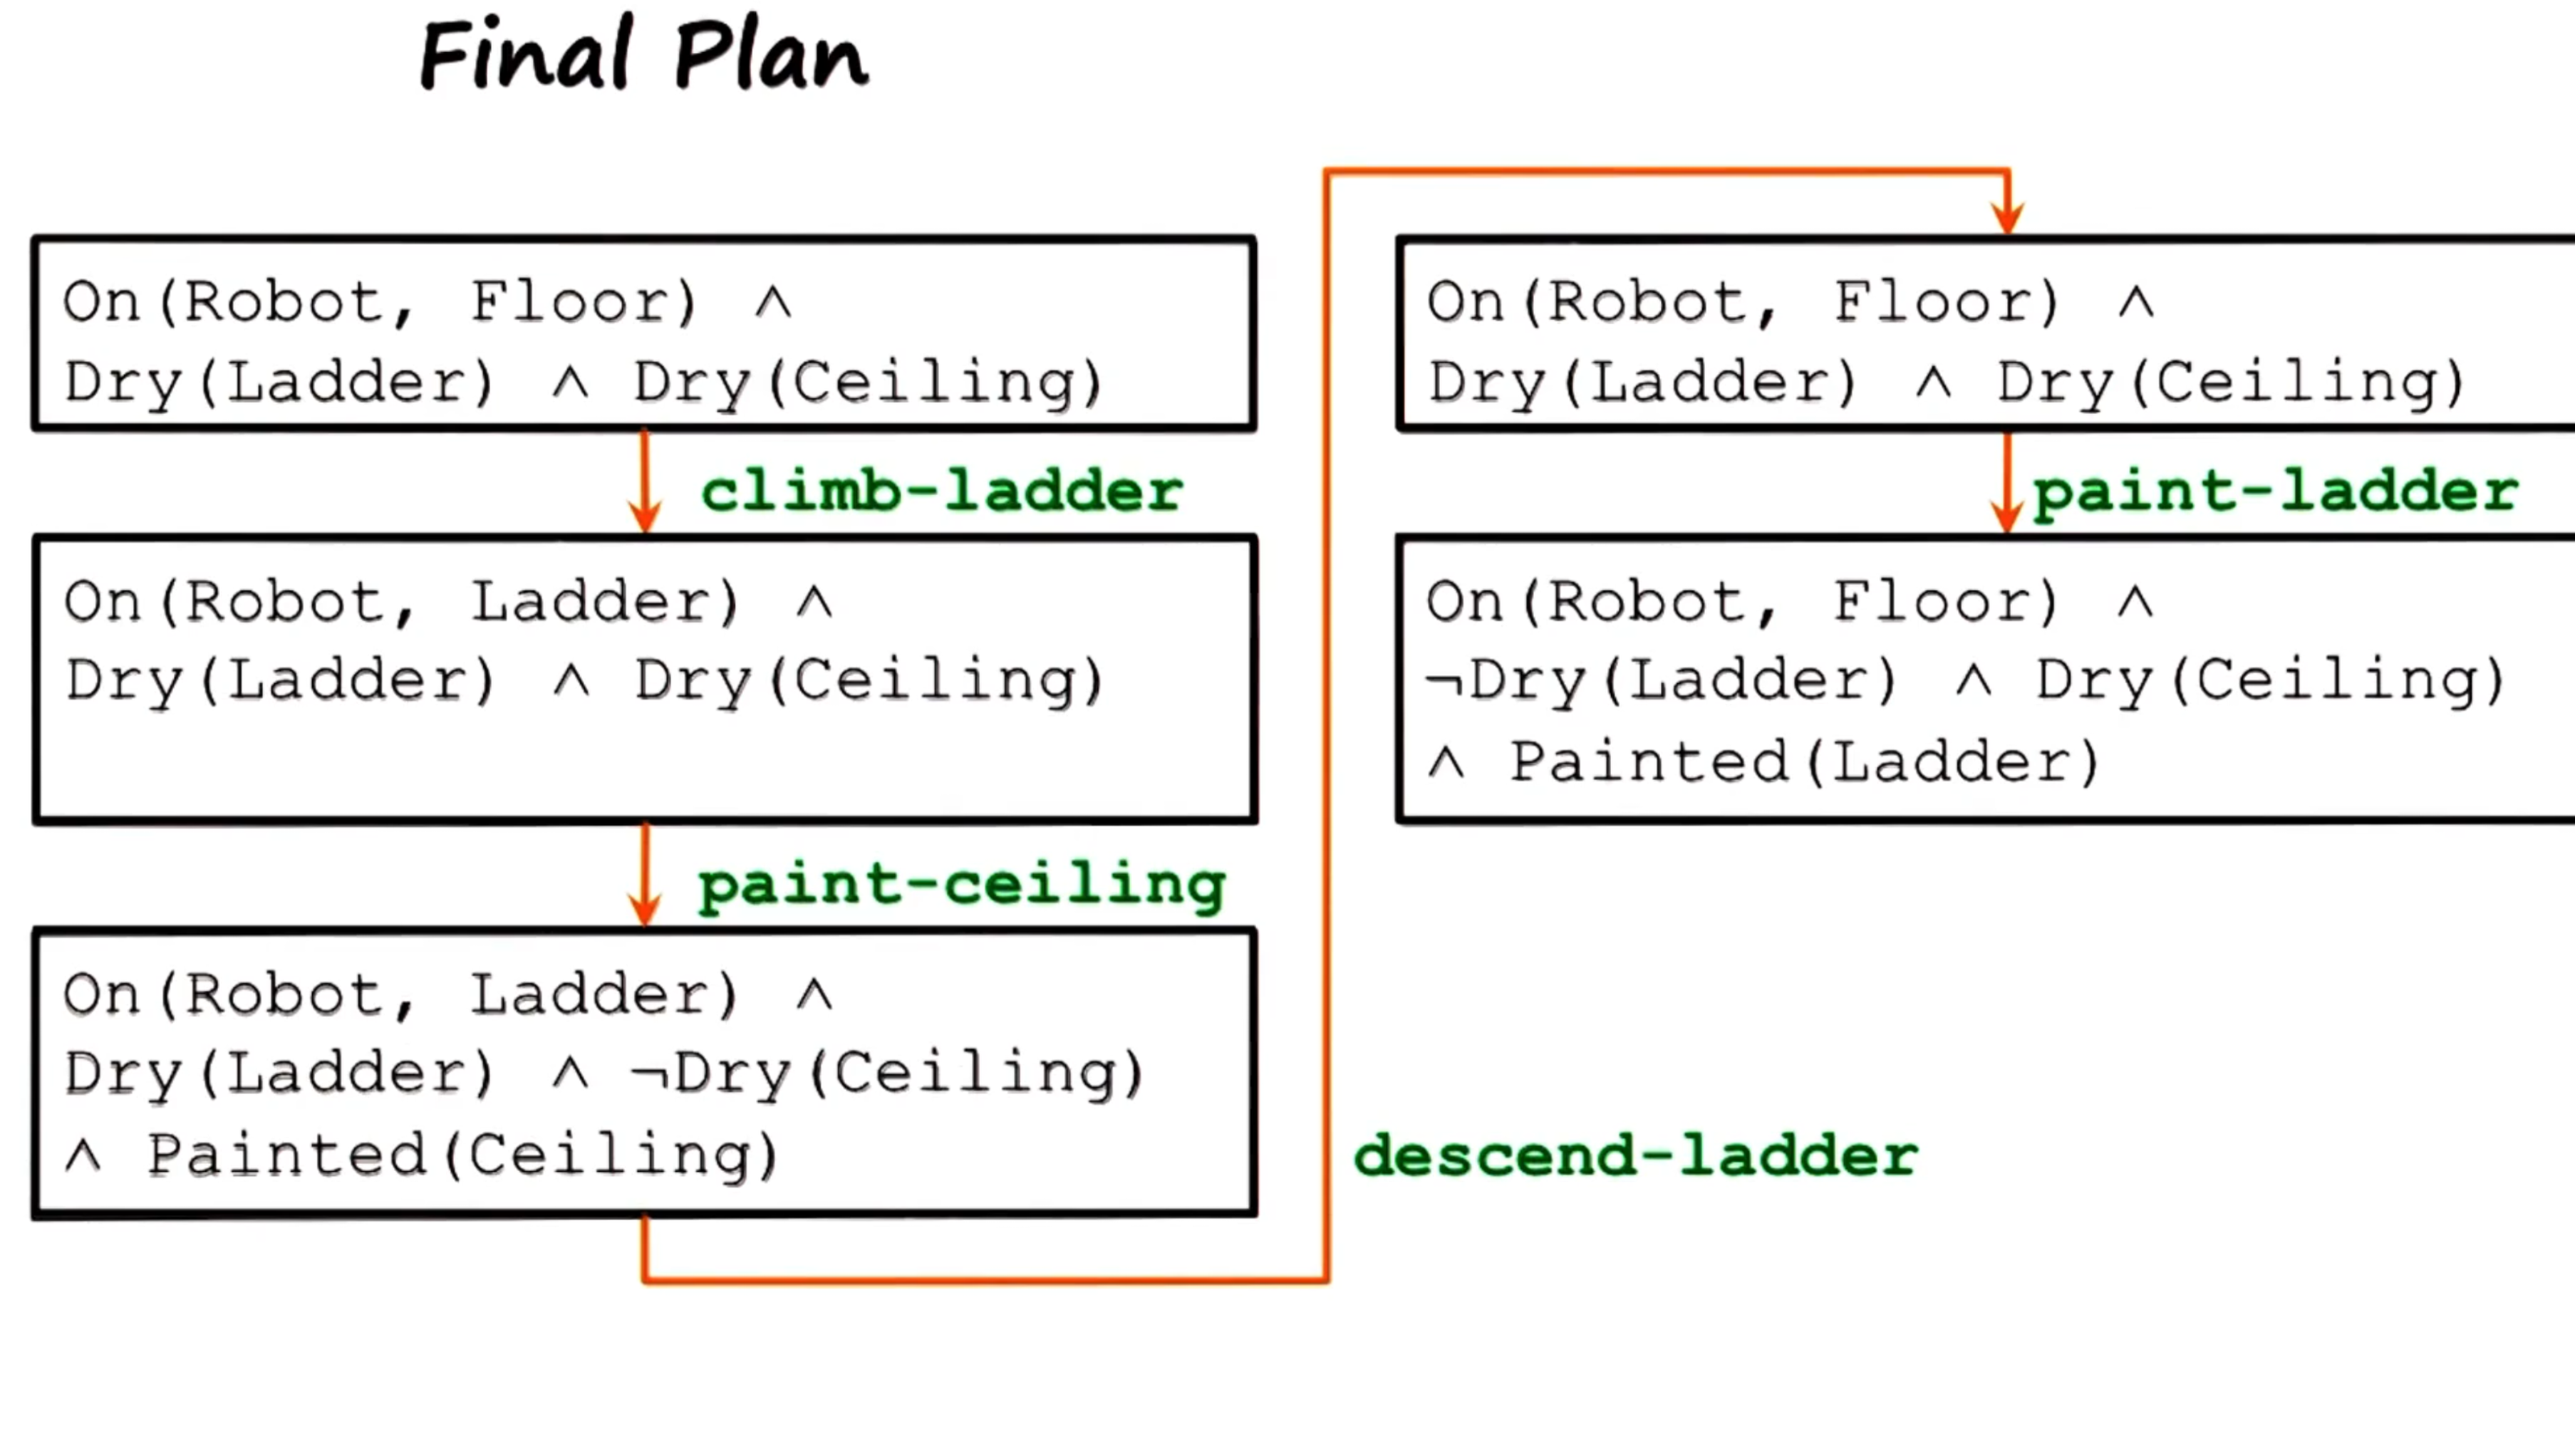 Final Plan
On(Robot, Floor) ∧
Dry(Ladder) ∧ Dry(Ceiling)
climb-ladder
On(Robot, Ladder) ∧
Dry(Ladder) ∧ Dry(Ceiling)
paint-ceiling
On(Robot, Ladder) ∧
Dry(Ladder) ∧ ¬Dry(Ceiling)
∧ Painted(Ceiling)
descend-ladder
On(Robot, Floor) ∧
Dry(Ladder) ∧ Dry(Ceiling)
paint-ladder
On(Robot, Floor) ∧
¬Dry(Ladder) ∧ Dry(Ceiling)
∧ Painted(Ladder)